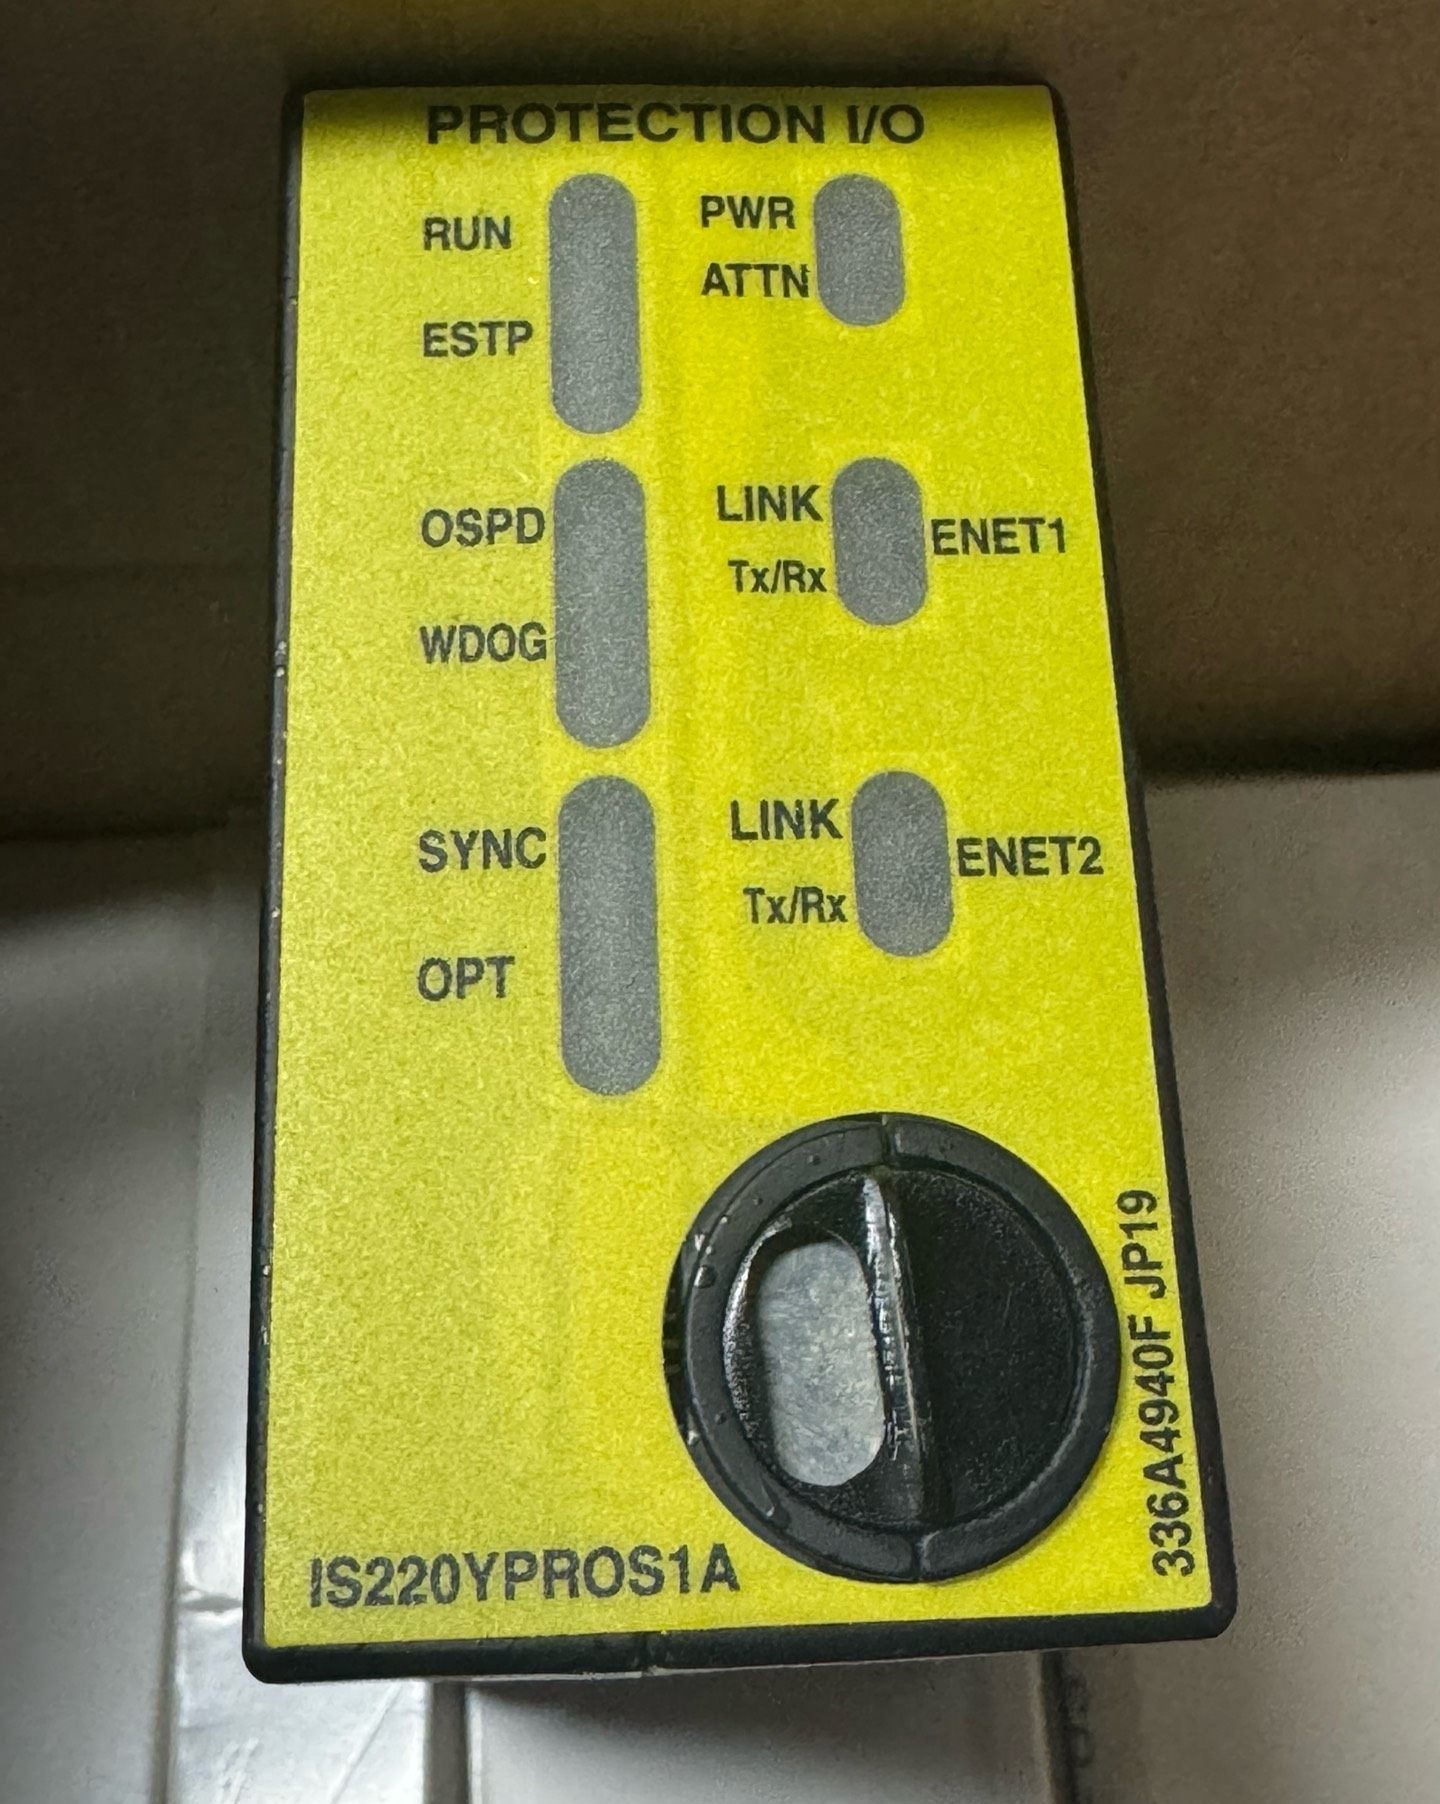 PROTECTION I/O
RUN
ESTP
PWR
ATTN
OSPD
WDOG
LINK
Tx/Rx
ENET1
SYNC
OPT
LINK
Tx/Rx
ENET2
IS220YPROS1A
336A4940F JP19